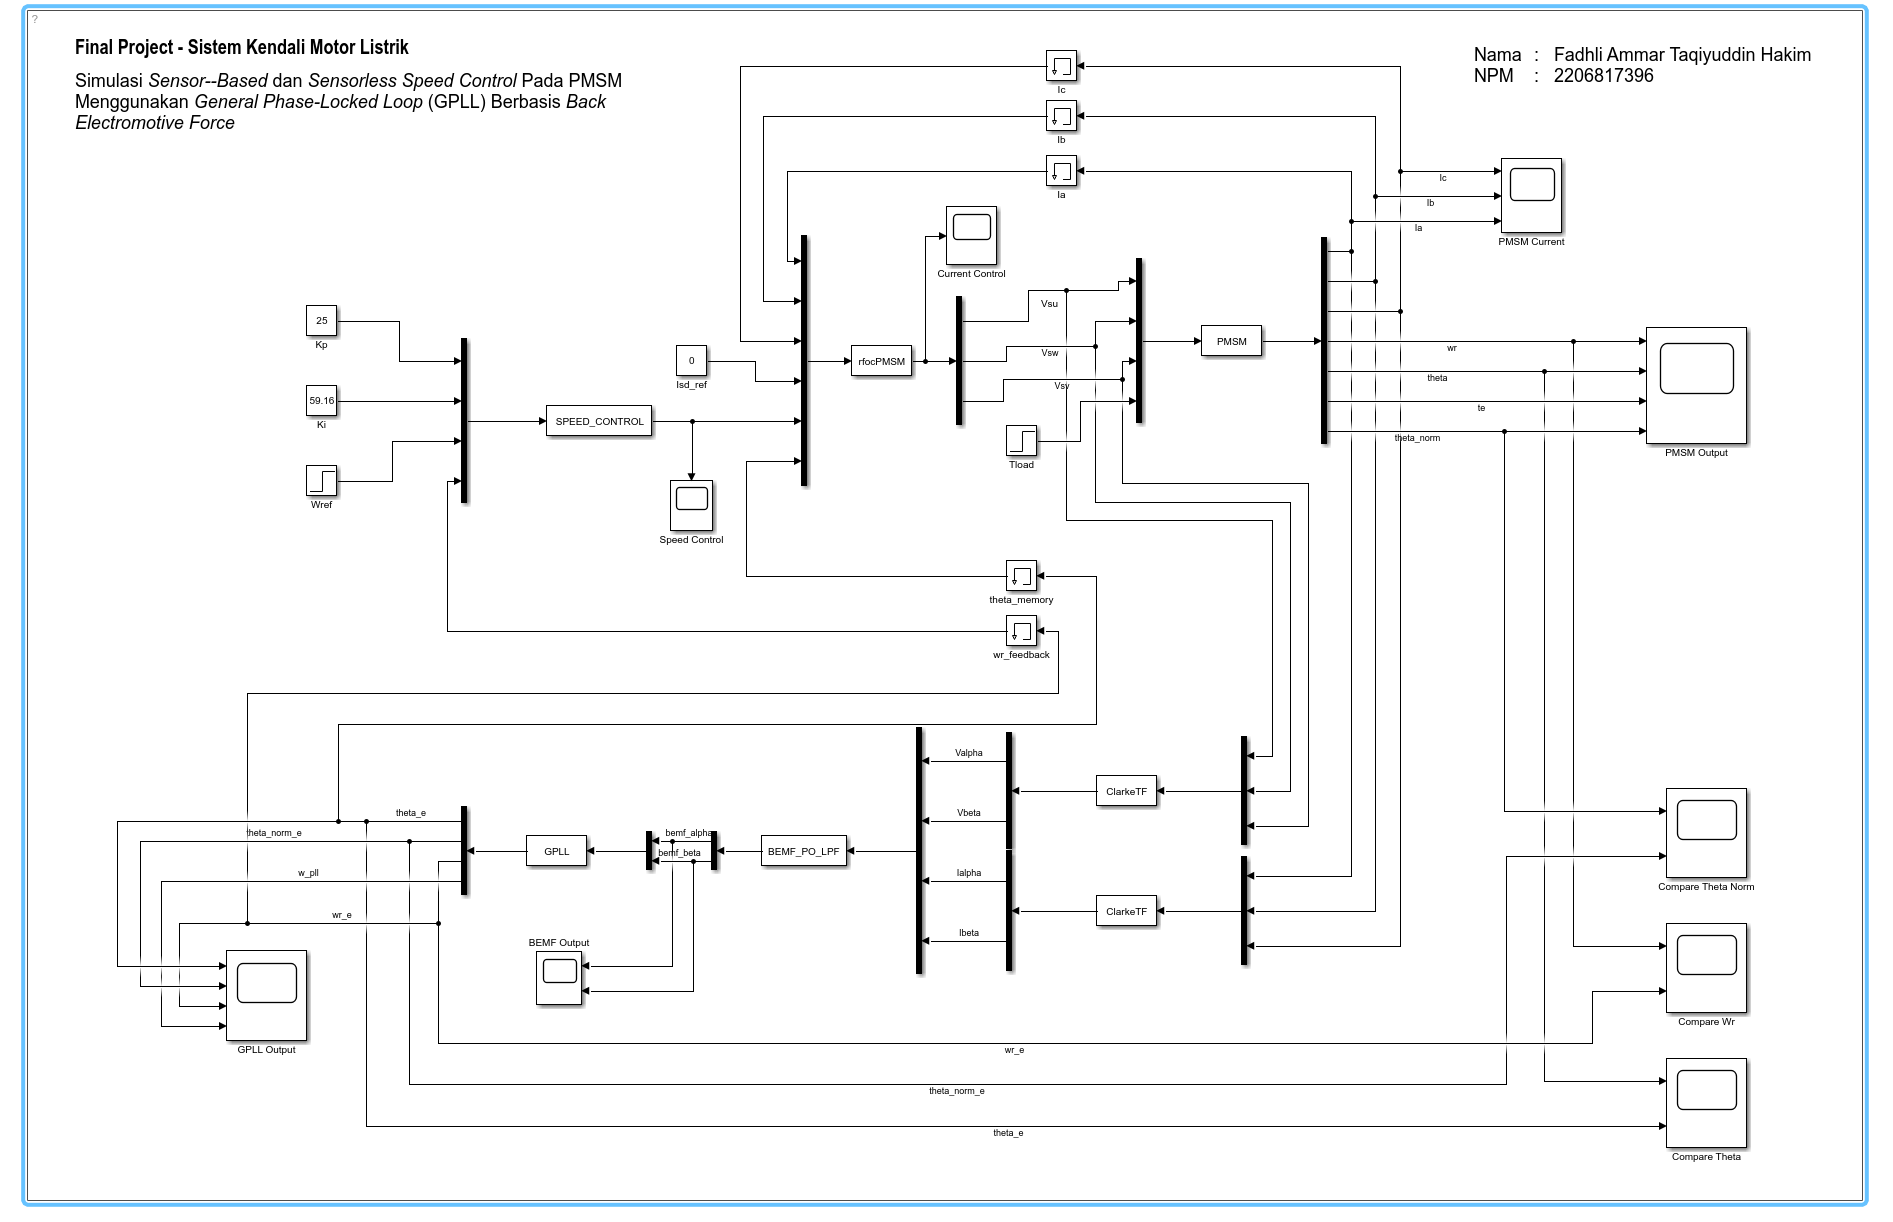 ?
Final Project - Sistem Kendali Motor Listrik
Simulasi Sensor--Based dan Sensorless Speed Control Pada PMSM
Menggunakan General Phase-Locked Loop (GPLL) Berbasis Back
Electromotive Force
Nama : Fadhli Ammar Taqiyuddin Hakim
NPM : 2206817396
Ic
Ib
Ia
Ic
Ib
Ia
PMSM Current
Current Control
25
Kp
59.16
Ki
Wref
SPEED_CONTROL
Speed Control
0
Isd_ref
rfocPMSM
Vsu
Vsw
Vsv
Tload
PMSM
wr
theta
te
theta_norm
PMSM Output
theta_memory
wr_feedback
Valpha
Vbeta
Ialpha
Ibeta
ClarkeTF
ClarkeTF
BEMF_PO_LPF
bemf_alpha
bemf_beta
GPLL
theta_e
theta_norm_e
w_pll
wr_e
BEMF Output
GPLL Output
Compare Theta Norm
Compare Wr
wr_e
theta_norm_e
theta_e
Compare Theta